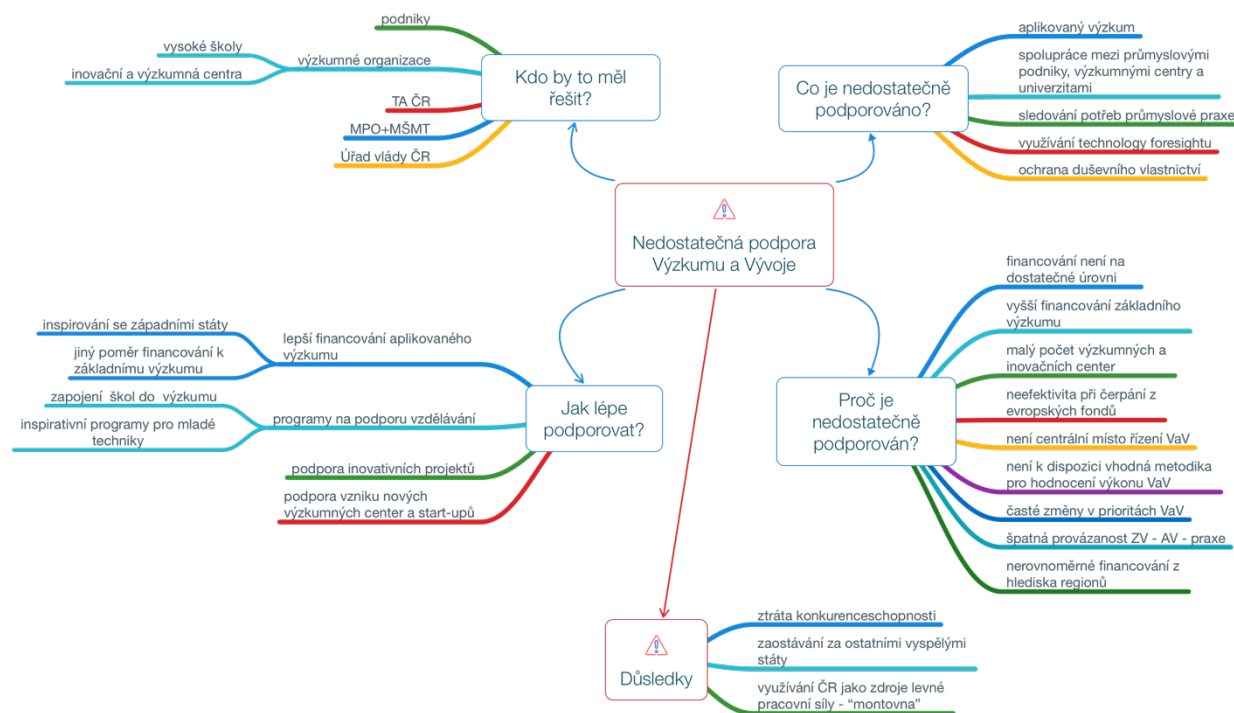 podniky
vysoké školy
inovační a výzkumná centra
výzkumné organizace
TA ČR
MPO+MŠMT
Úřad vlády ČR
Kdo by to měl
řešit?
Co je nedostatečně
podporováno?
aplikovaný výzkum
spolupráce mezi průmyslovými
podniky, výzkumnými centry a
univerzitami
sledování potřeb průmyslové praxe
využívání technology foresightu
ochrana duševního vlastnictví
Nedostatečná podpora
Výzkumu a Vývoje
inspirování se západními státy
jiný poměr financování k
základnímu výzkumu
lepší financování aplikovaného
výzkumu
zapojení  škol do  výzkumu
inspirativní programy pro mladé
techniky
programy na podporu vzdělávání
podpora inovativních projektů
podpora vzniku nových
výzkumných center a start-upů
Jak lépe
podporovat?
Proč je
nedostatečně
podporován?
financování není na
dostatečné úrovni
vyšší financování základního
výzkumu
malý počet výzkumných a
inovačních center
neefektivita při čerpání z
evropských fondů
není centrální místo řízení VaV
není k dispozici vhodná metodika
pro hodnocení výkonu VaV
časté změny v prioritách VaV
špatná provázanost ZV - AV - praxe
nerovnoměrné financování z
hlediska regionů
Důsledky
ztráta konkurenceschopnosti
zaostávání za ostatními vyspělými
státy
využívání ČR jako zdroje levné
pracovní síly - “montovna”